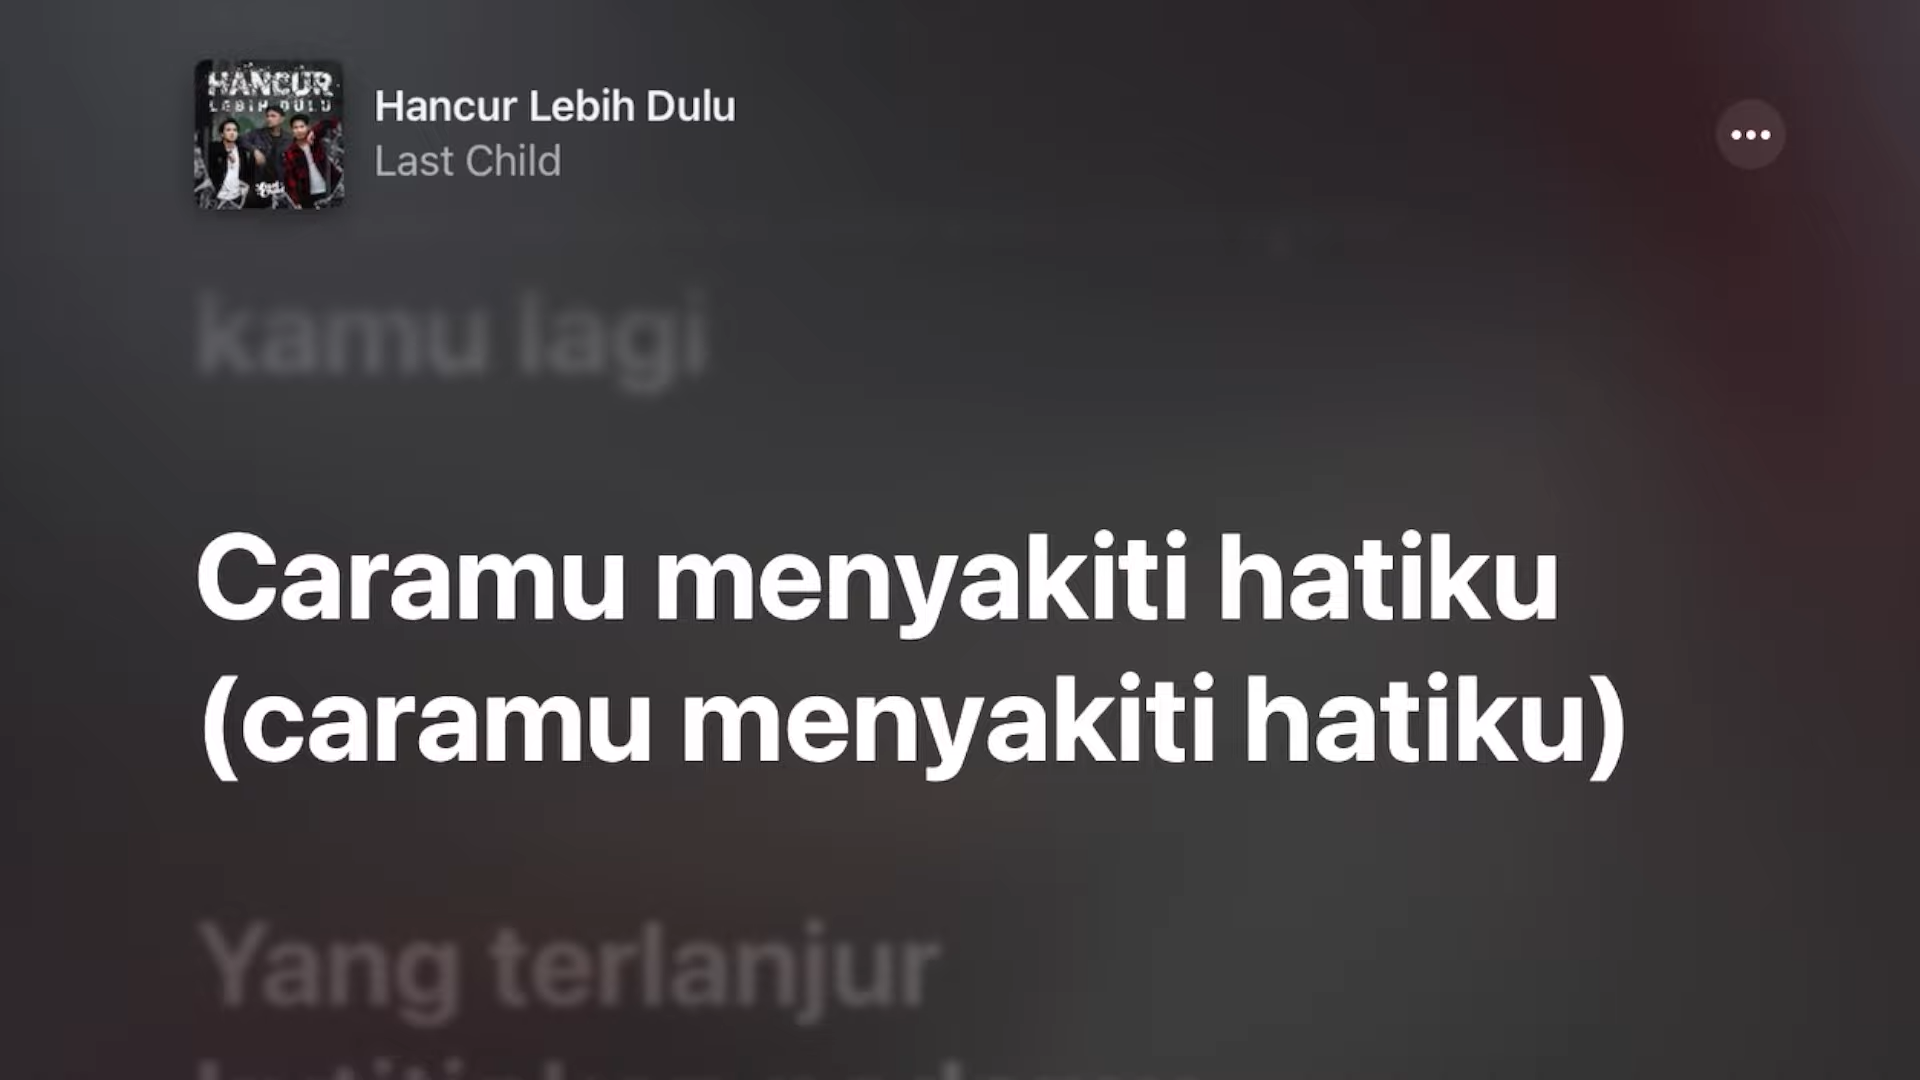 HANCUR
LEBIH DULU
Hancur Lebih Dulu
Last Child
kamu lagi
Caramu menyakiti hatiku
(caramu menyakiti hatiku)
Yang terlanjur